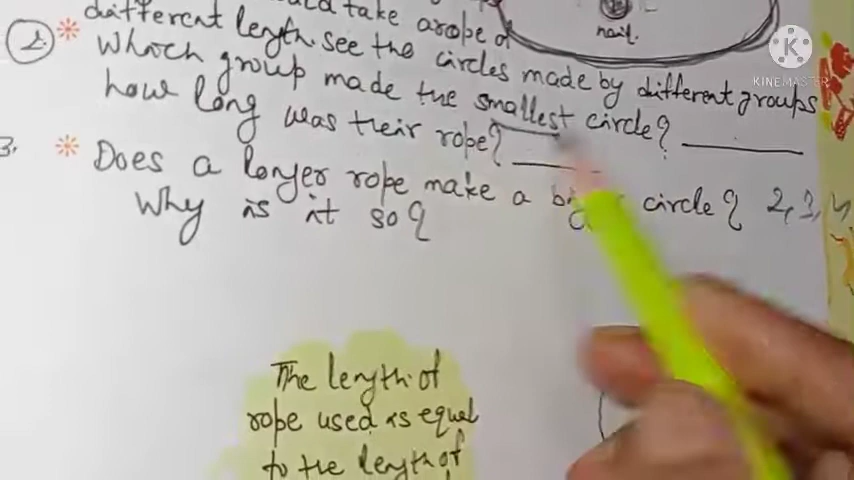 different length. See the circles made by different groups
nail.
2. Which group made the smallest circle?
how long was their rope?
3. Does a longer rope make a bigger circle? 2, 3, 4
Why is it so?
The length of
rope used is equal
to the length of
KINEMASTER